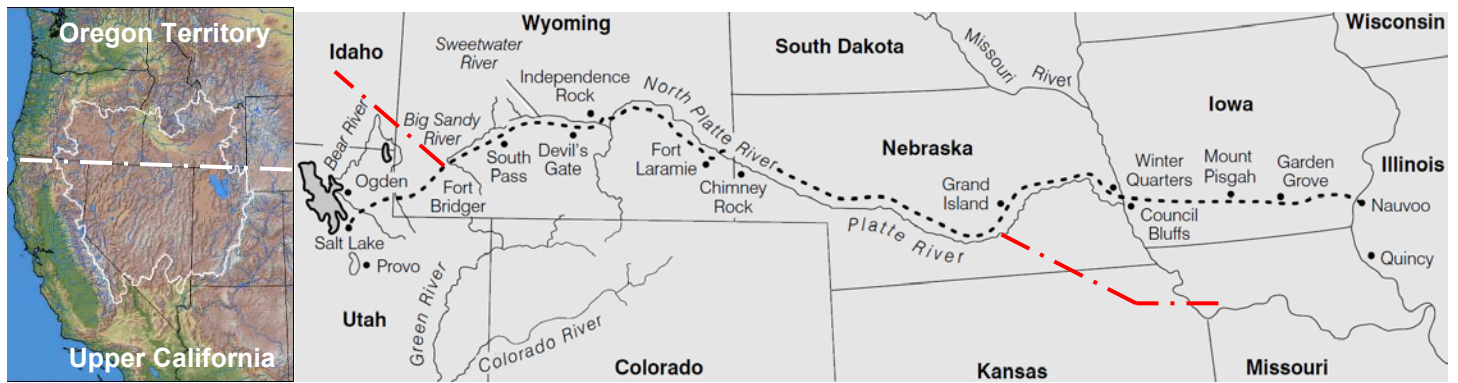 Oregon Territory
Upper California
Idaho
Wyoming
Sweetwater
River
Independence
Rock
South Dakota
Missouri
River
Wisconsin
Iowa
Bear River
Big Sandy
River
North Platte River
Ogden
South
Pass
Devil's
Gate
Fort
Laramie
Chimney
Rock
Nebraska
Grand
Island
Winter
Quarters
Mount
Pisgah
Garden
Grove
Illinois
Fort
Bridger
Platte River
Council
Bluffs
Nauvoo
Salt Lake
Provo
Quincy
Utah
Green River
Colorado River
Colorado
Kansas
Missouri